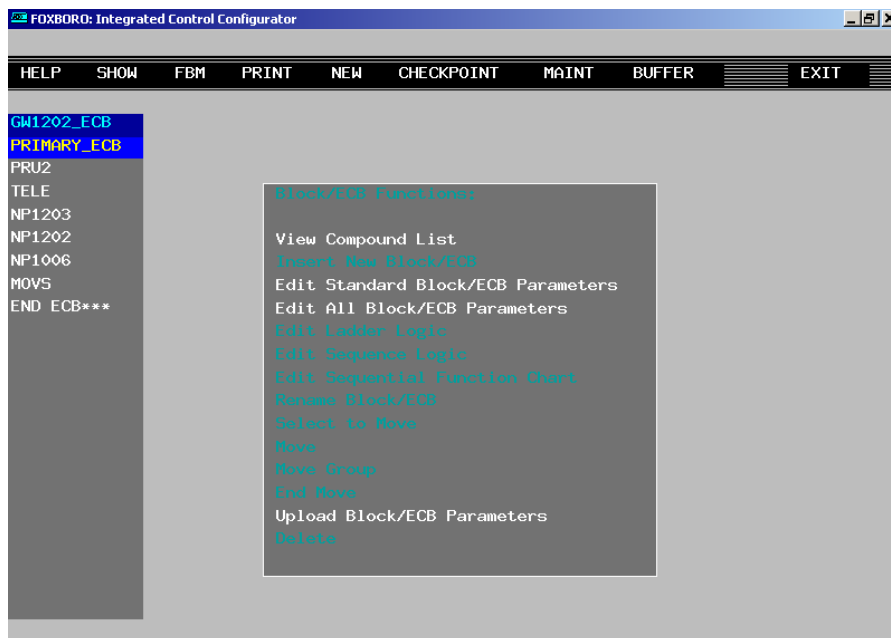 FOXBORO: Integrated Control Configurator
HELP SHOW FBM PRINT NEW CHECKPOINT MAINT BUFFER EXIT
GW1202_ECB
PRIMARY_ECB
PRU2
TELE
NP1203
NP1202
NP1006
MOVS
END ECB***
Block/ECB Functions:
View Compound List
Insert New Block/ECB
Edit Standard Block/ECB Parameters
Edit All Block/ECB Parameters
Edit Ladder Logic
Edit Sequence Logic
Edit Sequential Function Chart
Rename Block/ECB
Select to Move
Move
Move Group
End Move
Upload Block/ECB Parameters
Delete